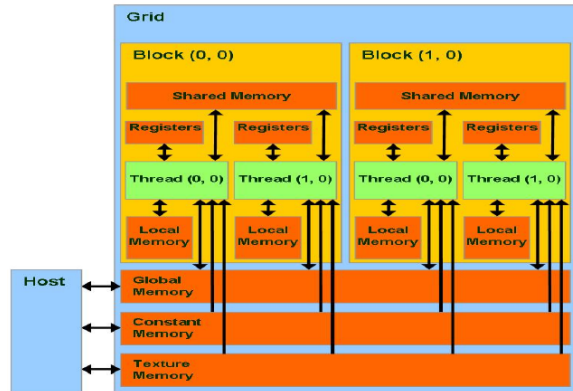 Grid
Block (0, 0)
Block (1, 0)
Shared Memory
Shared Memory
Registers
Registers
Registers
Registers
Thread (0, 0)
Thread (1, 0)
Thread (0, 0)
Thread (1, 0)
Local
Memory
Local
Memory
Local
Memory
Local
Memory
Host
Global
Memory
Constant
Memory
Texture
Memory